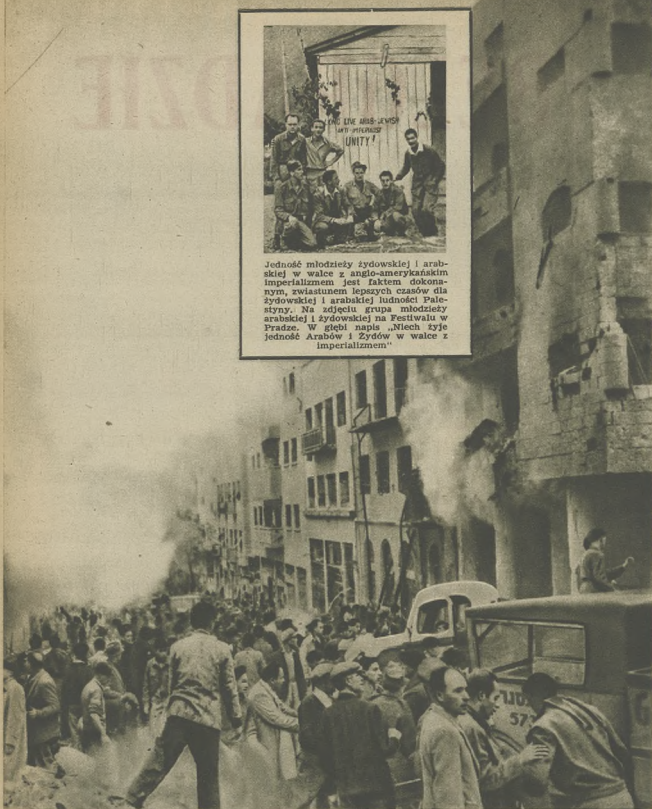 LONG LIVE ARAB-JEWISH
ANTI-IMPERIALIST
UNITY!
Jedność młodzieży żydowskiej i arab-
skiej w walce z anglo-amerykańskim
imperializmem jest faktem dokona-
nym, zwiastunem lepszych czasów dla
żydowskiej i arabskiej ludności Pale-
styny. Na zdjęciu grupa młodzieży
arabskiej i żydowskiej na Festiwalu w
Pradze. W głębi napis „Niech żyje
jedność Arabów i Żydów w walce z
imperializmem"